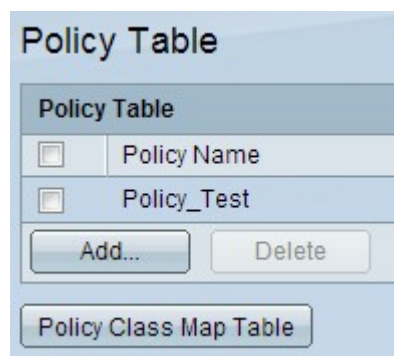 Policy Table
Policy Table
Policy Name
Policy_Test
Add... Delete
Policy Class Map Table